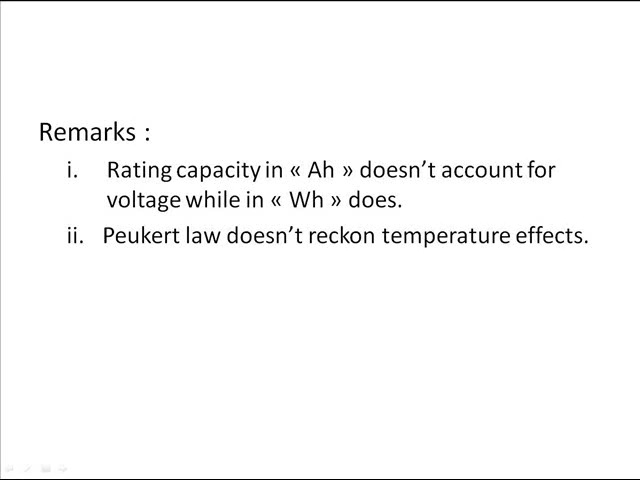 Remarks :
i. Rating capacity in « Ah » doesn’t account for
voltage while in « Wh » does.
ii. Peukert law doesn’t reckon temperature effects.